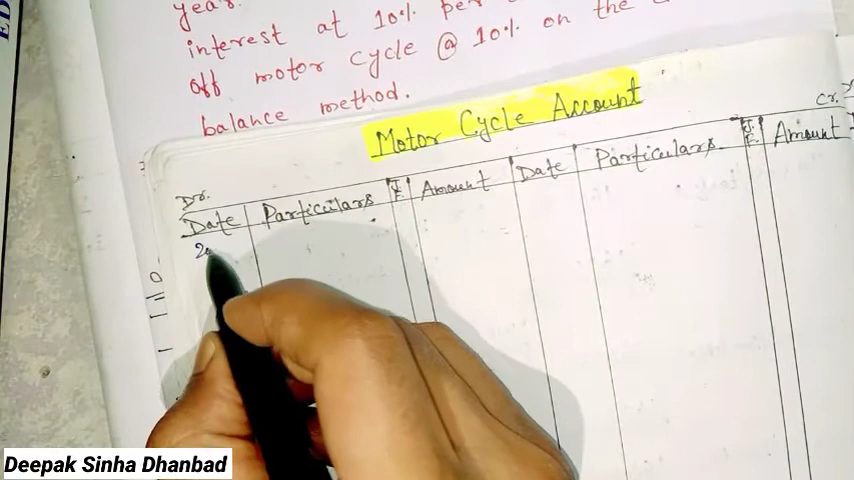 ED
year.
interest at 10% per
off motor cycle @ 10% on the
balance method.
Motor Cycle Account
Dr.
Cr.
Date Particulars J.F. Amount Date Particulars J.F. Amount
Deepak Sinha Dhanbad